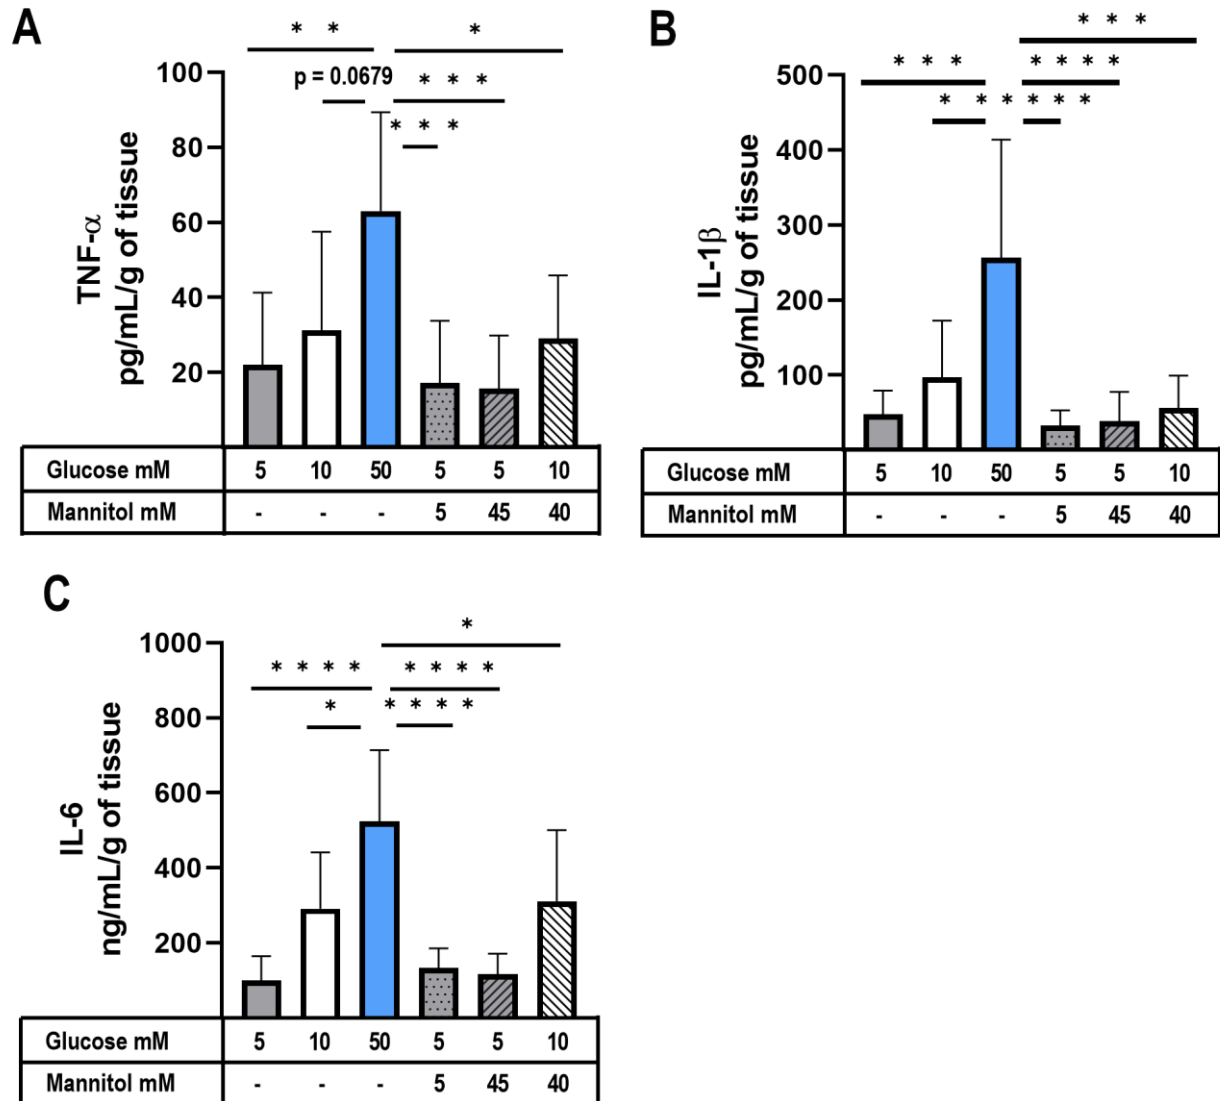 A
* * *
p = 0.0679 * * *
* * *
100
80
60
40
20
TNF-α
pg/mL/g of tissue
Glucose mM 5 10 50 5 5 10
Mannitol mM - - - 5 45 40
B
* * *
* * * * * * *
* * * * * *
500
400
300
200
100
IL-1β
pg/mL/g of tissue
Glucose mM 5 10 50 5 5 10
Mannitol mM - - - 5 45 40
C
*
* * * * * * * *
* * * * *
1000
800
600
400
200
IL-6
ng/mL/g of tissue
Glucose mM 5 10 50 5 5 10
Mannitol mM - - - 5 45 40